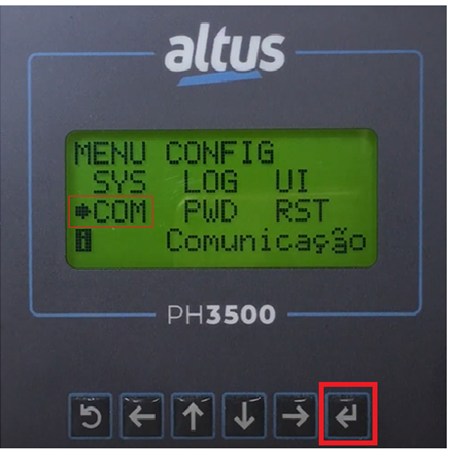 altus
MENU CONFIG
SYS LOG UI
COM PWD RST
i Comunicação
PH3500